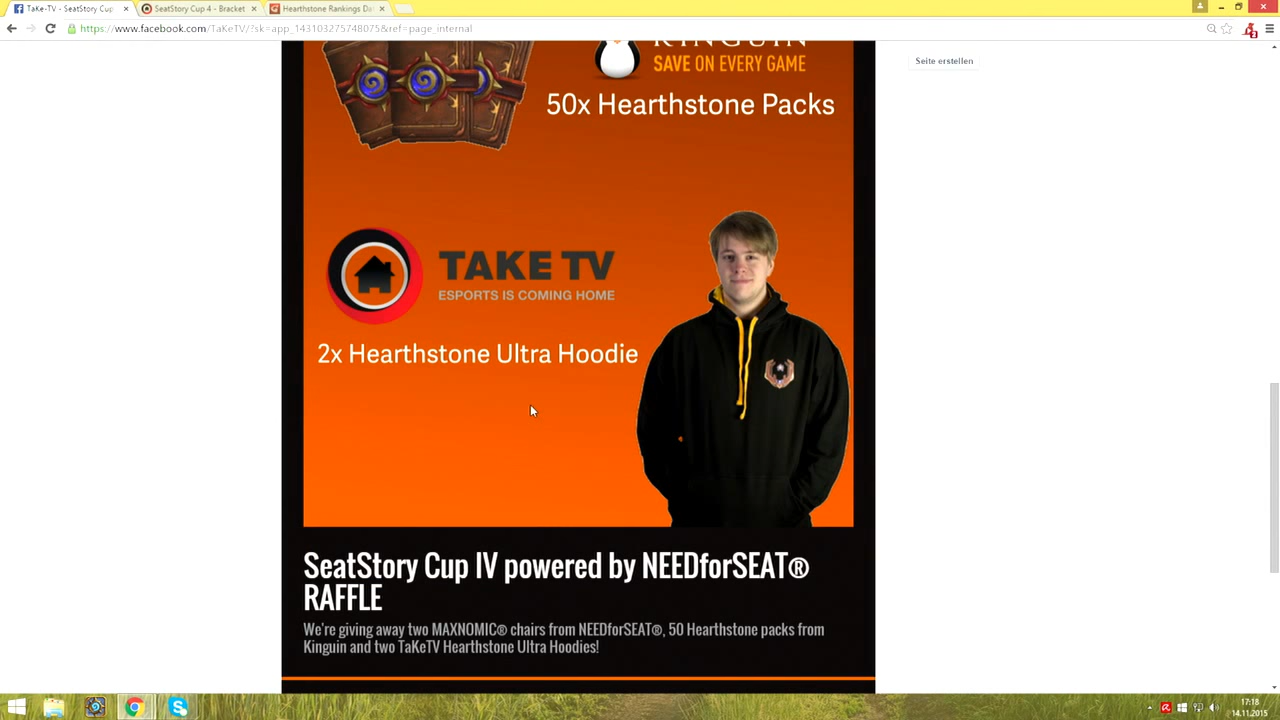 TaKe-TV - SeatStory Cup
SeatStory Cup 4 - Bracket
Hearthstone Rankings Da
https://www.facebook.com/TaKeTV/?sk=app_143103275748075&ref=page_internal
Seite erstellen
KINGUIN
SAVE ON EVERY GAME
50x Hearthstone Packs
TAKE TV
ESPORTS IS COMING HOME
2x Hearthstone Ultra Hoodie
SeatStory Cup IV powered by NEEDforSEAT®
RAFFLE
We're giving away two MAXNOMIC® chairs from NEEDforSEAT®, 50 Hearthstone packs from
Kinguin and two TaKeTV Hearthstone Ultra Hoodies!
17:18
14.11.2015